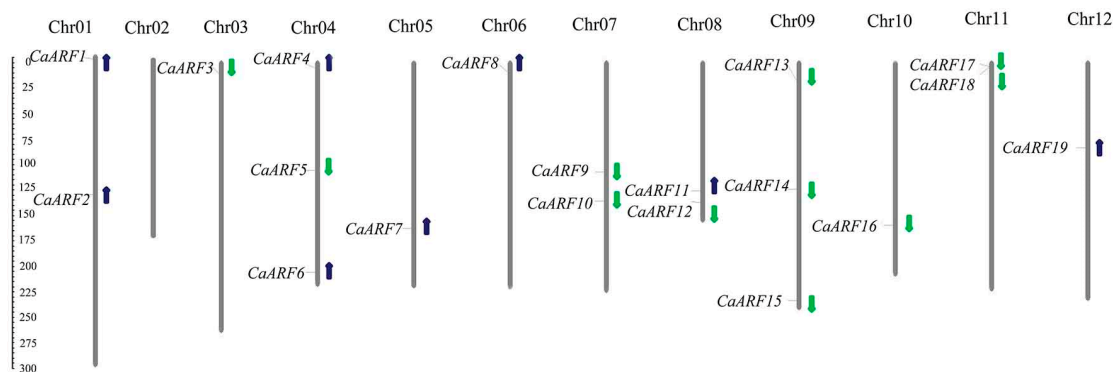 Chr01 Chr02 Chr03 Chr04 Chr05 Chr06 Chr07 Chr08 Chr09 Chr10 Chr11 Chr12
0
25
50
75
100
125
150
175
200
225
250
275
300
CaARF1
CaARF2
CaARF3
CaARF4
CaARF5
CaARF6
CaARF7
CaARF8
CaARF9
CaARF10
CaARF11
CaARF12
CaARF13
CaARF14
CaARF15
CaARF16
CaARF17
CaARF18
CaARF19